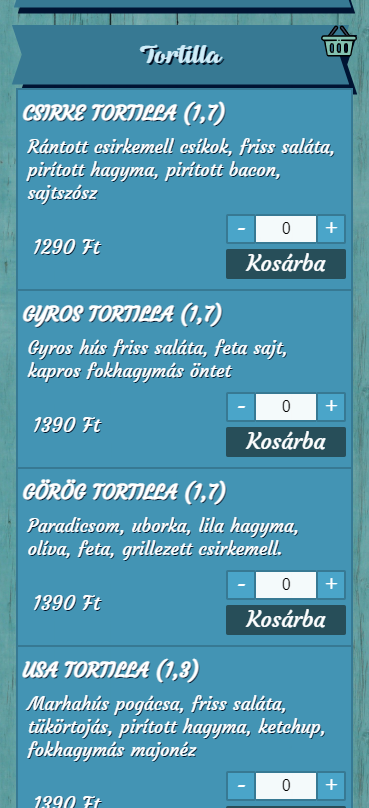 Tortilla
CSIRKE TORTILLA (1,7)
Rántott csirkemell csíkok, friss saláta,
pirított hagyma, pirított bacon,
sajtszósz
1290 Ft
- 0 +
Kosárba
GYROS TORTILLA (1,7)
Gyros hús friss saláta, feta sajt,
kapros fokhagymás öntet
1390 Ft
- 0 +
Kosárba
GÖRÖG TORTILLA (1,7)
Paradicsom, uborka, lila hagyma,
olíva, feta, grillezett csirkemell.
1390 Ft
- 0 +
Kosárba
USA TORTILLA (1,3)
Marhahús pogácsa, friss saláta,
tükörtojás, pirított hagyma, ketchup,
fokhagymás majonéz
1390 Ft
- 0 +